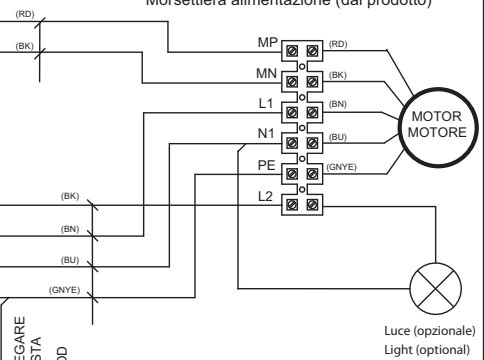 Morsettiera alimentazione (dal prodotto)
(RD)
MP
(RD)
(BK)
MN
(BK)
L1
(BN)
MOTOR
MOTORE
N1
(BU)
PE
(GNYE)
L2
(BK)
(BN)
(BU)
(GNYE)
Luce (opzionale)
Light (optional)